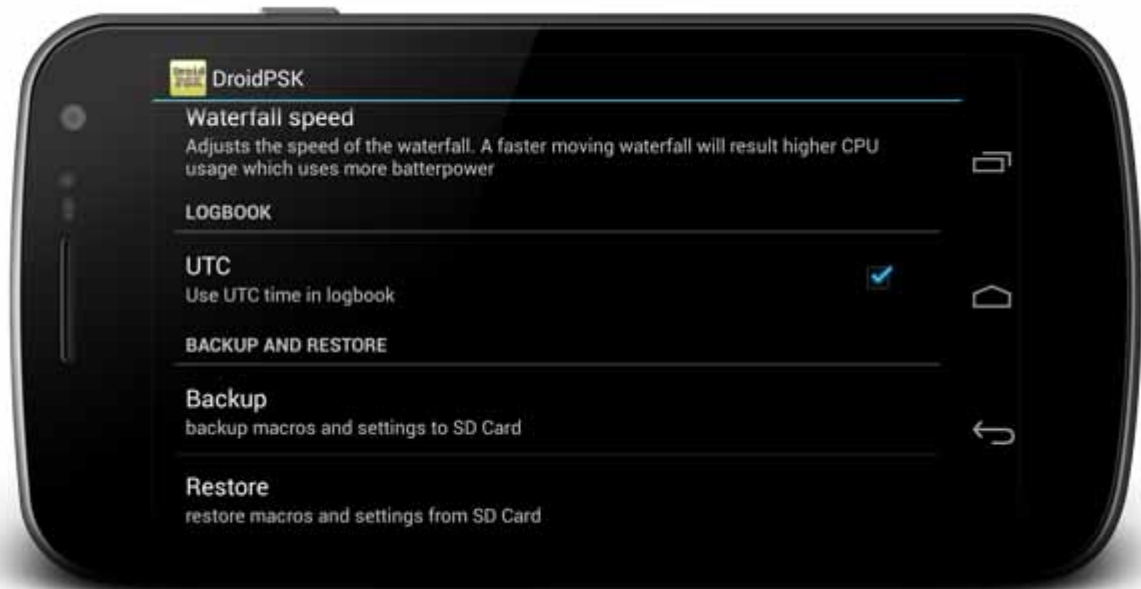 Droid
PSK
DroidPSK
Waterfall speed
Adjusts the speed of the waterfall. A faster moving waterfall will result higher CPU
usage which uses more batterpower
LOGBOOK
UTC
Use UTC time in logbook
BACKUP AND RESTORE
Backup
backup macros and settings to SD Card
Restore
restore macros and settings from SD Card